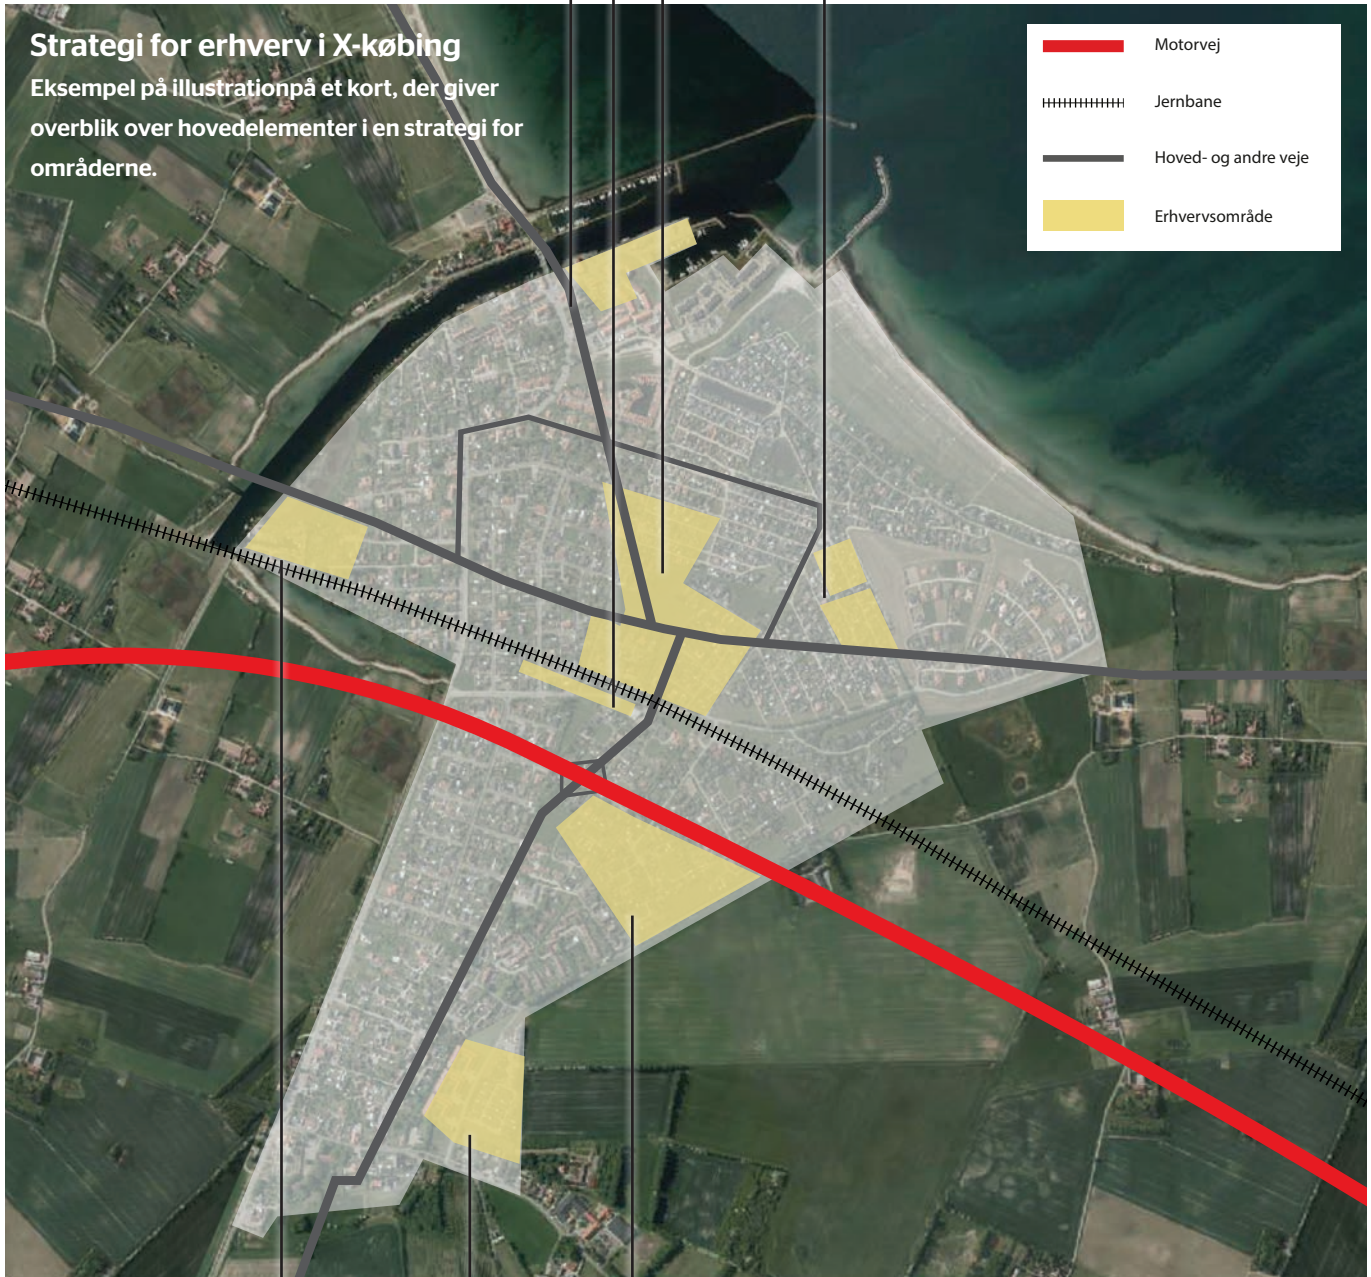 Strategi for erhverv i X-købing
Eksempel på illustrationpå et kort, der giver
overblik over hovedelementer i en strategi for
områderne.
Motorvej
Jernbane
Hoved- og andre veje
Erhvervsområde